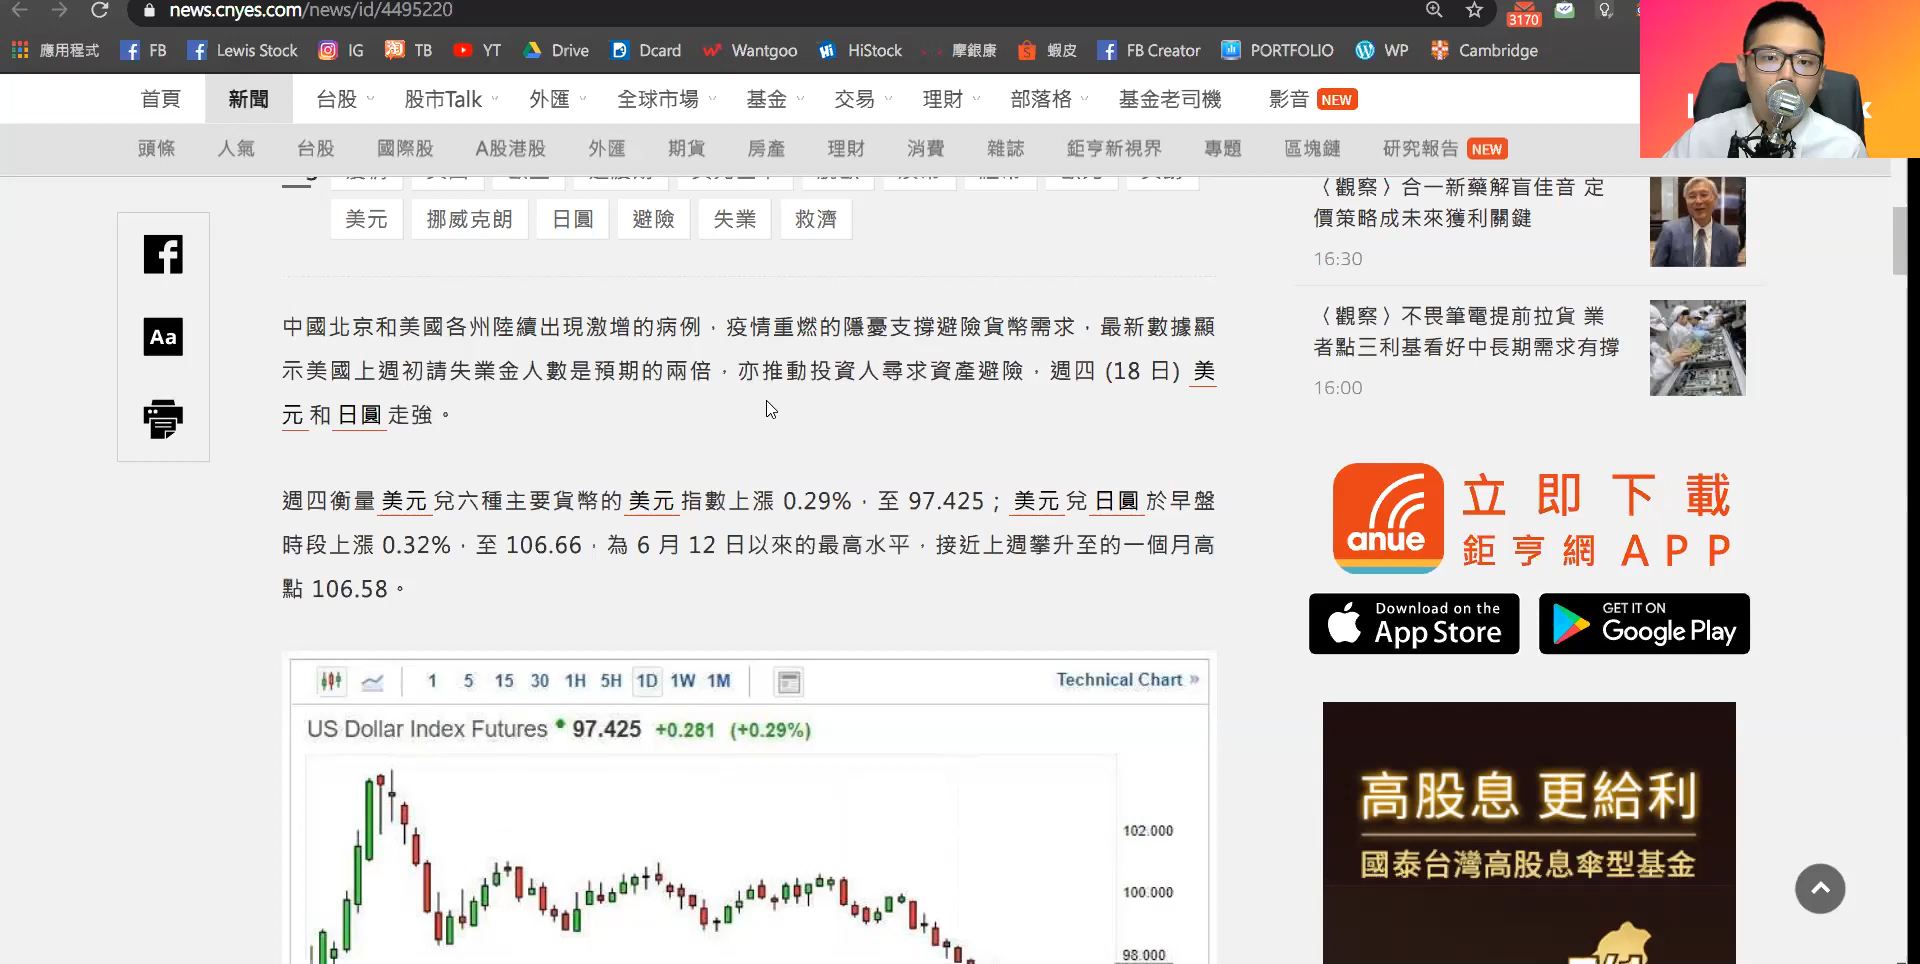 news.cnyes.com/news/id/4495220
3170
應用程式 FB Lewis Stock IG TB YT Drive Dcard Wantgoo HiStock 摩銀康 蝦皮 FB Creator PORTFOLIO WP Cambridge
首頁 新聞 台股 股市Talk 外匯 全球市場 基金 交易 理財 部落格 基金老司機 影音 NEW
頭條 人氣 台股 國際股 A股港股 外匯 期貨 房產 理財 消費 雜誌 鉅亨新視界 專題 區塊鏈 研究報告 NEW
美元 挪威克朗 日圓 避險 失業 救濟
Aa
中國北京和美國各州陸續出現激增的病例，疫情重燃的隱憂支撐避險貨幣需求，最新數據顯
示美國上週初請失業金人數是預期的兩倍，亦推動投資人尋求資產避險，週四 (18 日) 美
元和日圓走強。
週四衡量美元兌六種主要貨幣的美元指數上漲 0.29%，至 97.425；美元兌日圓於早盤
時段上漲 0.32%，至 106.66，為 6 月 12 日以來的最高水平，接近上週攀升至的一個月高
點 106.58。
1 5 15 30 1H 5H 1D 1W 1M
Technical Chart »
US Dollar Index Futures 97.425 +0.281 (+0.29%)
102.000
100.000
98.000
〈觀察〉合一新藥解盲佳音 定
價策略成未來獲利關鍵
16:30
〈觀察〉不畏筆電提前拉貨 業
者點三利基看好中長期需求有撐
16:00
anue
立即下載
鉅亨網APP
Download on the
App Store
GET IT ON
Google Play
高股息 更給利
國泰台灣高股息傘型基金